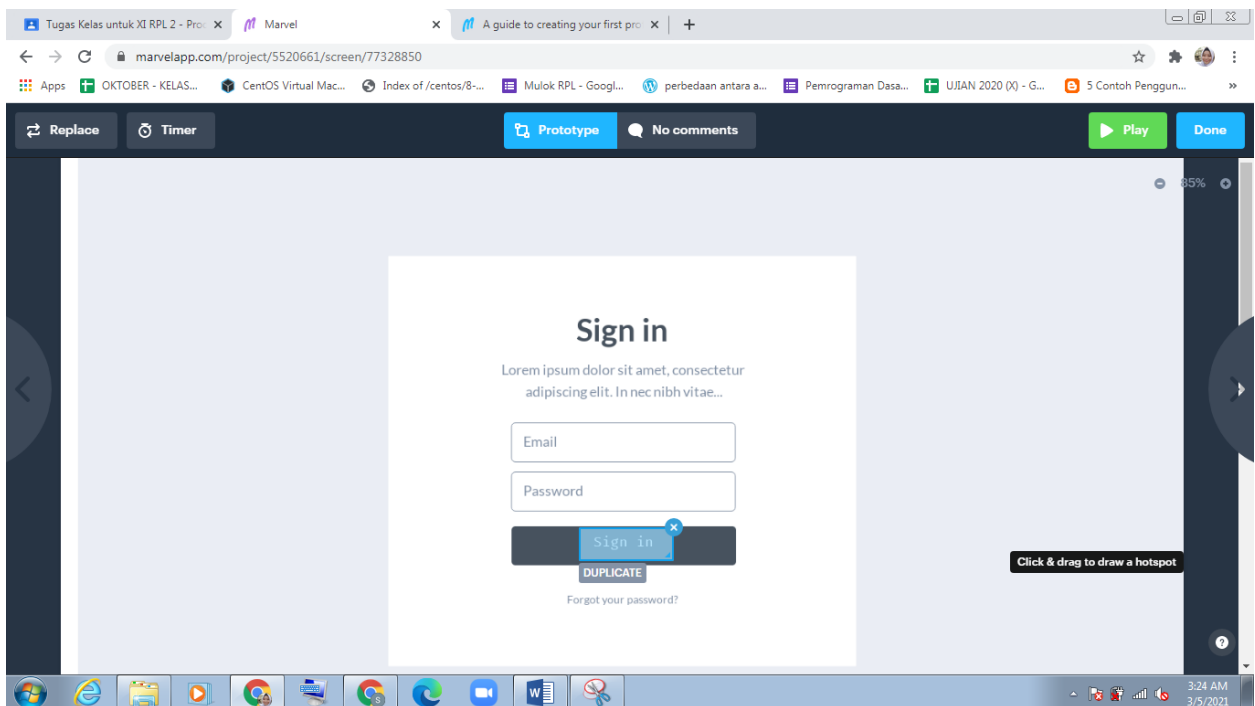 Tugas Kelas untuk XI RPL 2 - Pro
Marvel
A guide to creating your first pro
marvelapp.com/project/5520661/screen/77328850
Apps
OKTOBER - KELAS...
CentOS Virtual Mac...
Index of /centos/8-...
Mulok RPL - Googl...
perbedaan antara a...
Pemrograman Dasa...
UJIAN 2020 (X) - G...
5 Contoh Penggun...
»
Replace
Timer
Prototype
No comments
Play
Done
85%
Sign in
Lorem ipsum dolor sit amet, consectetur
adipiscing elit. In nec nibh vitae...
Email
Password
Sign in
DUPLICATE
Click & drag to draw a hotspot
Forgot your password?
3:24 AM
3/5/2021